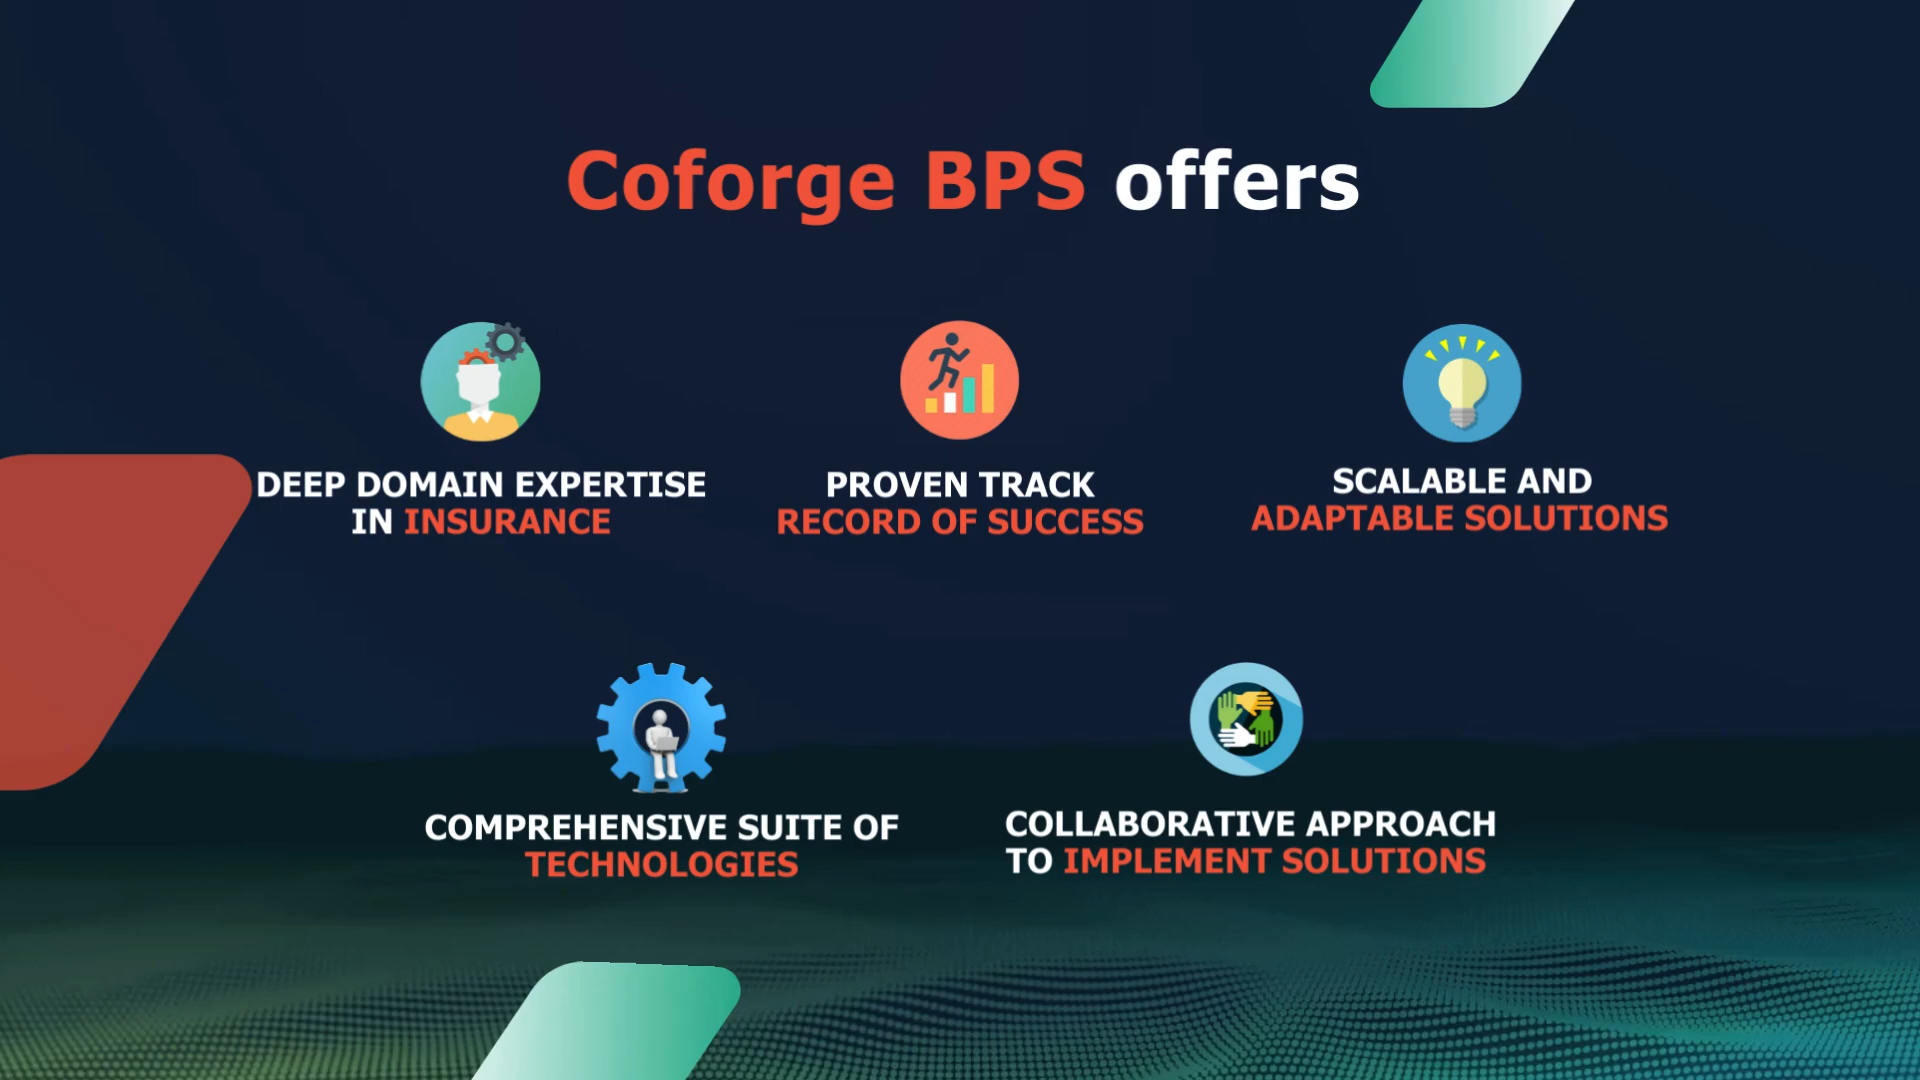 Coforge BPS offers
DEEP DOMAIN EXPERTISE
IN INSURANCE
PROVEN TRACK
RECORD OF SUCCESS
SCALABLE AND
ADAPTABLE SOLUTIONS
COMPREHENSIVE SUITE OF
TECHNOLOGIES
COLLABORATIVE APPROACH
TO IMPLEMENT SOLUTIONS